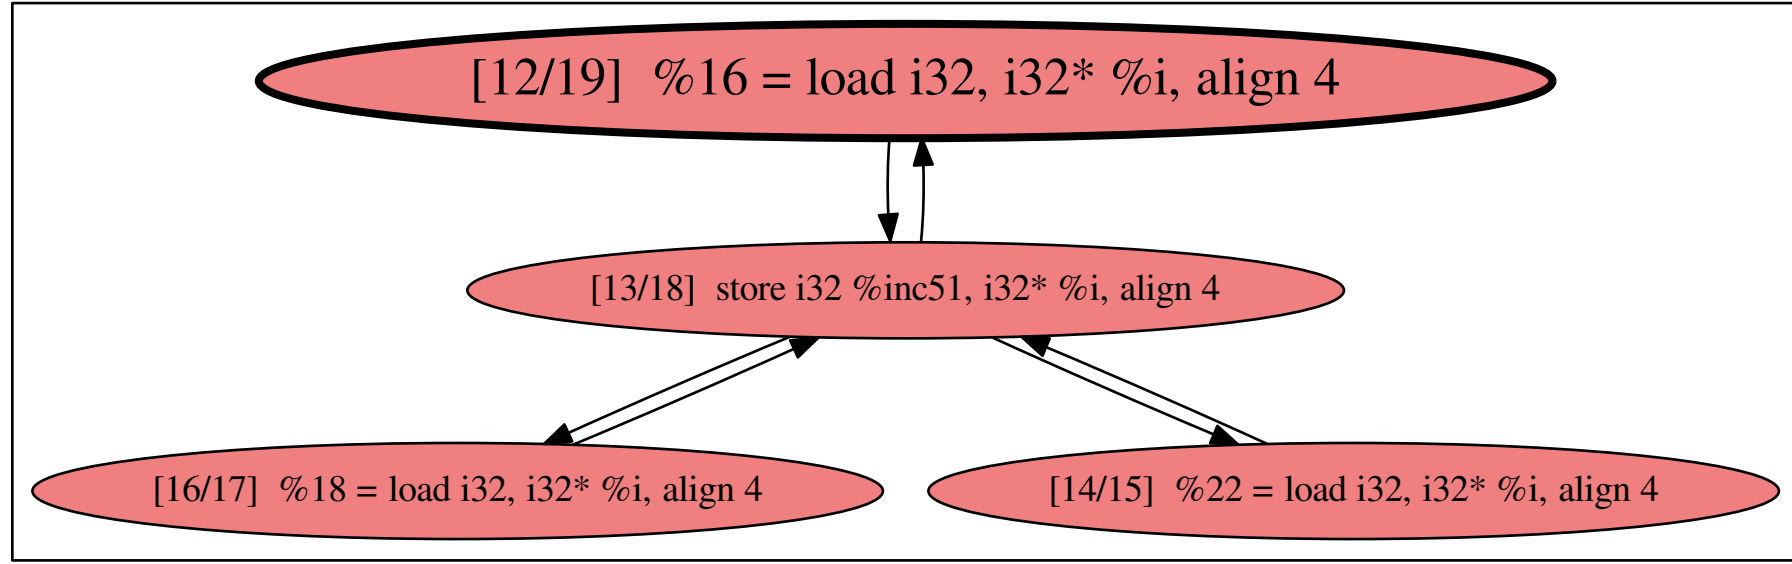 [12/19]  %16 = load i32, i32* %i, align 4
[13/18]  store i32 %inc51, i32* %i, align 4
[16/17]  %18 = load i32, i32* %i, align 4
[14/15]  %22 = load i32, i32* %i, align 4